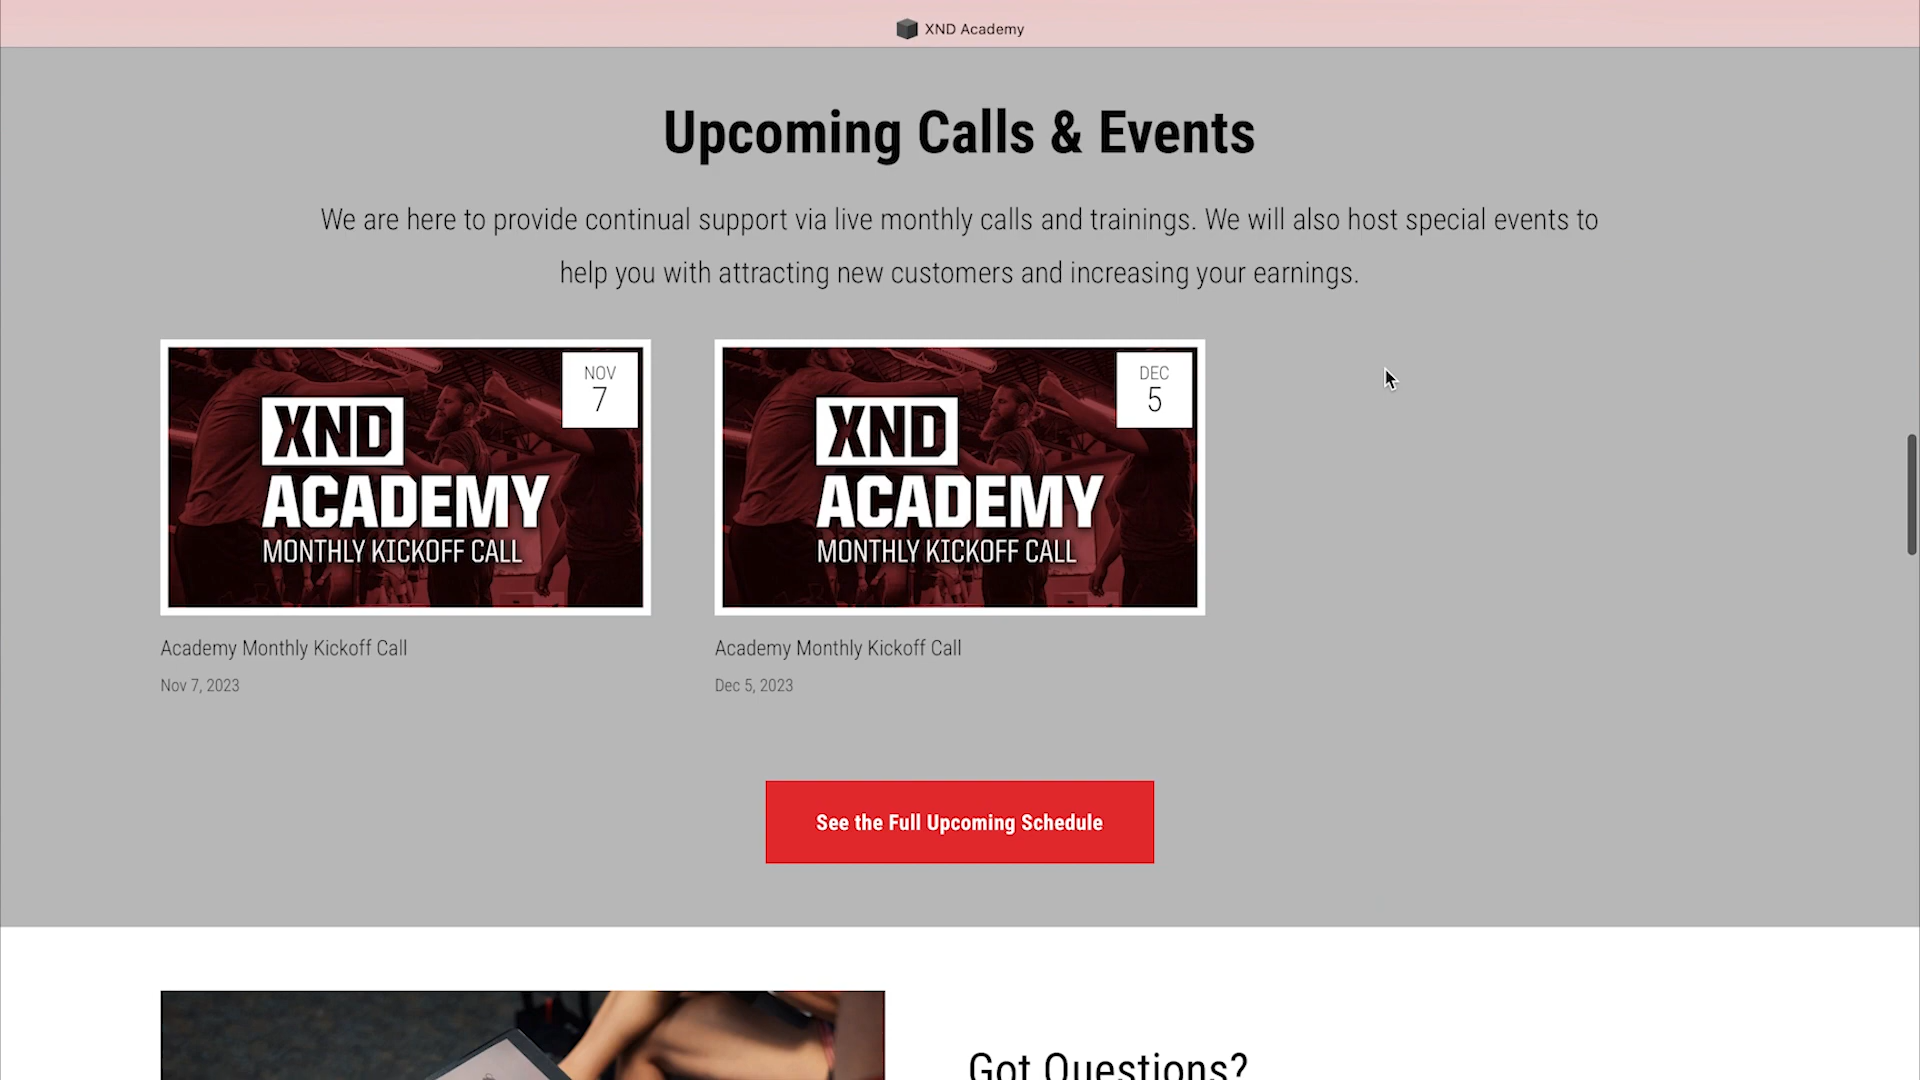 XND Academy
Upcoming Calls & Events
We are here to provide continual support via live monthly calls and trainings. We will also host special events to
help you with attracting new customers and increasing your earnings.
NOV
7
XND
ACADEMY
MONTHLY KICKOFF CALL
Academy Monthly Kickoff Call
Nov 7, 2023
DEC
5
XND
ACADEMY
MONTHLY KICKOFF CALL
Academy Monthly Kickoff Call
Dec 5, 2023
See the Full Upcoming Schedule
Got Questions?